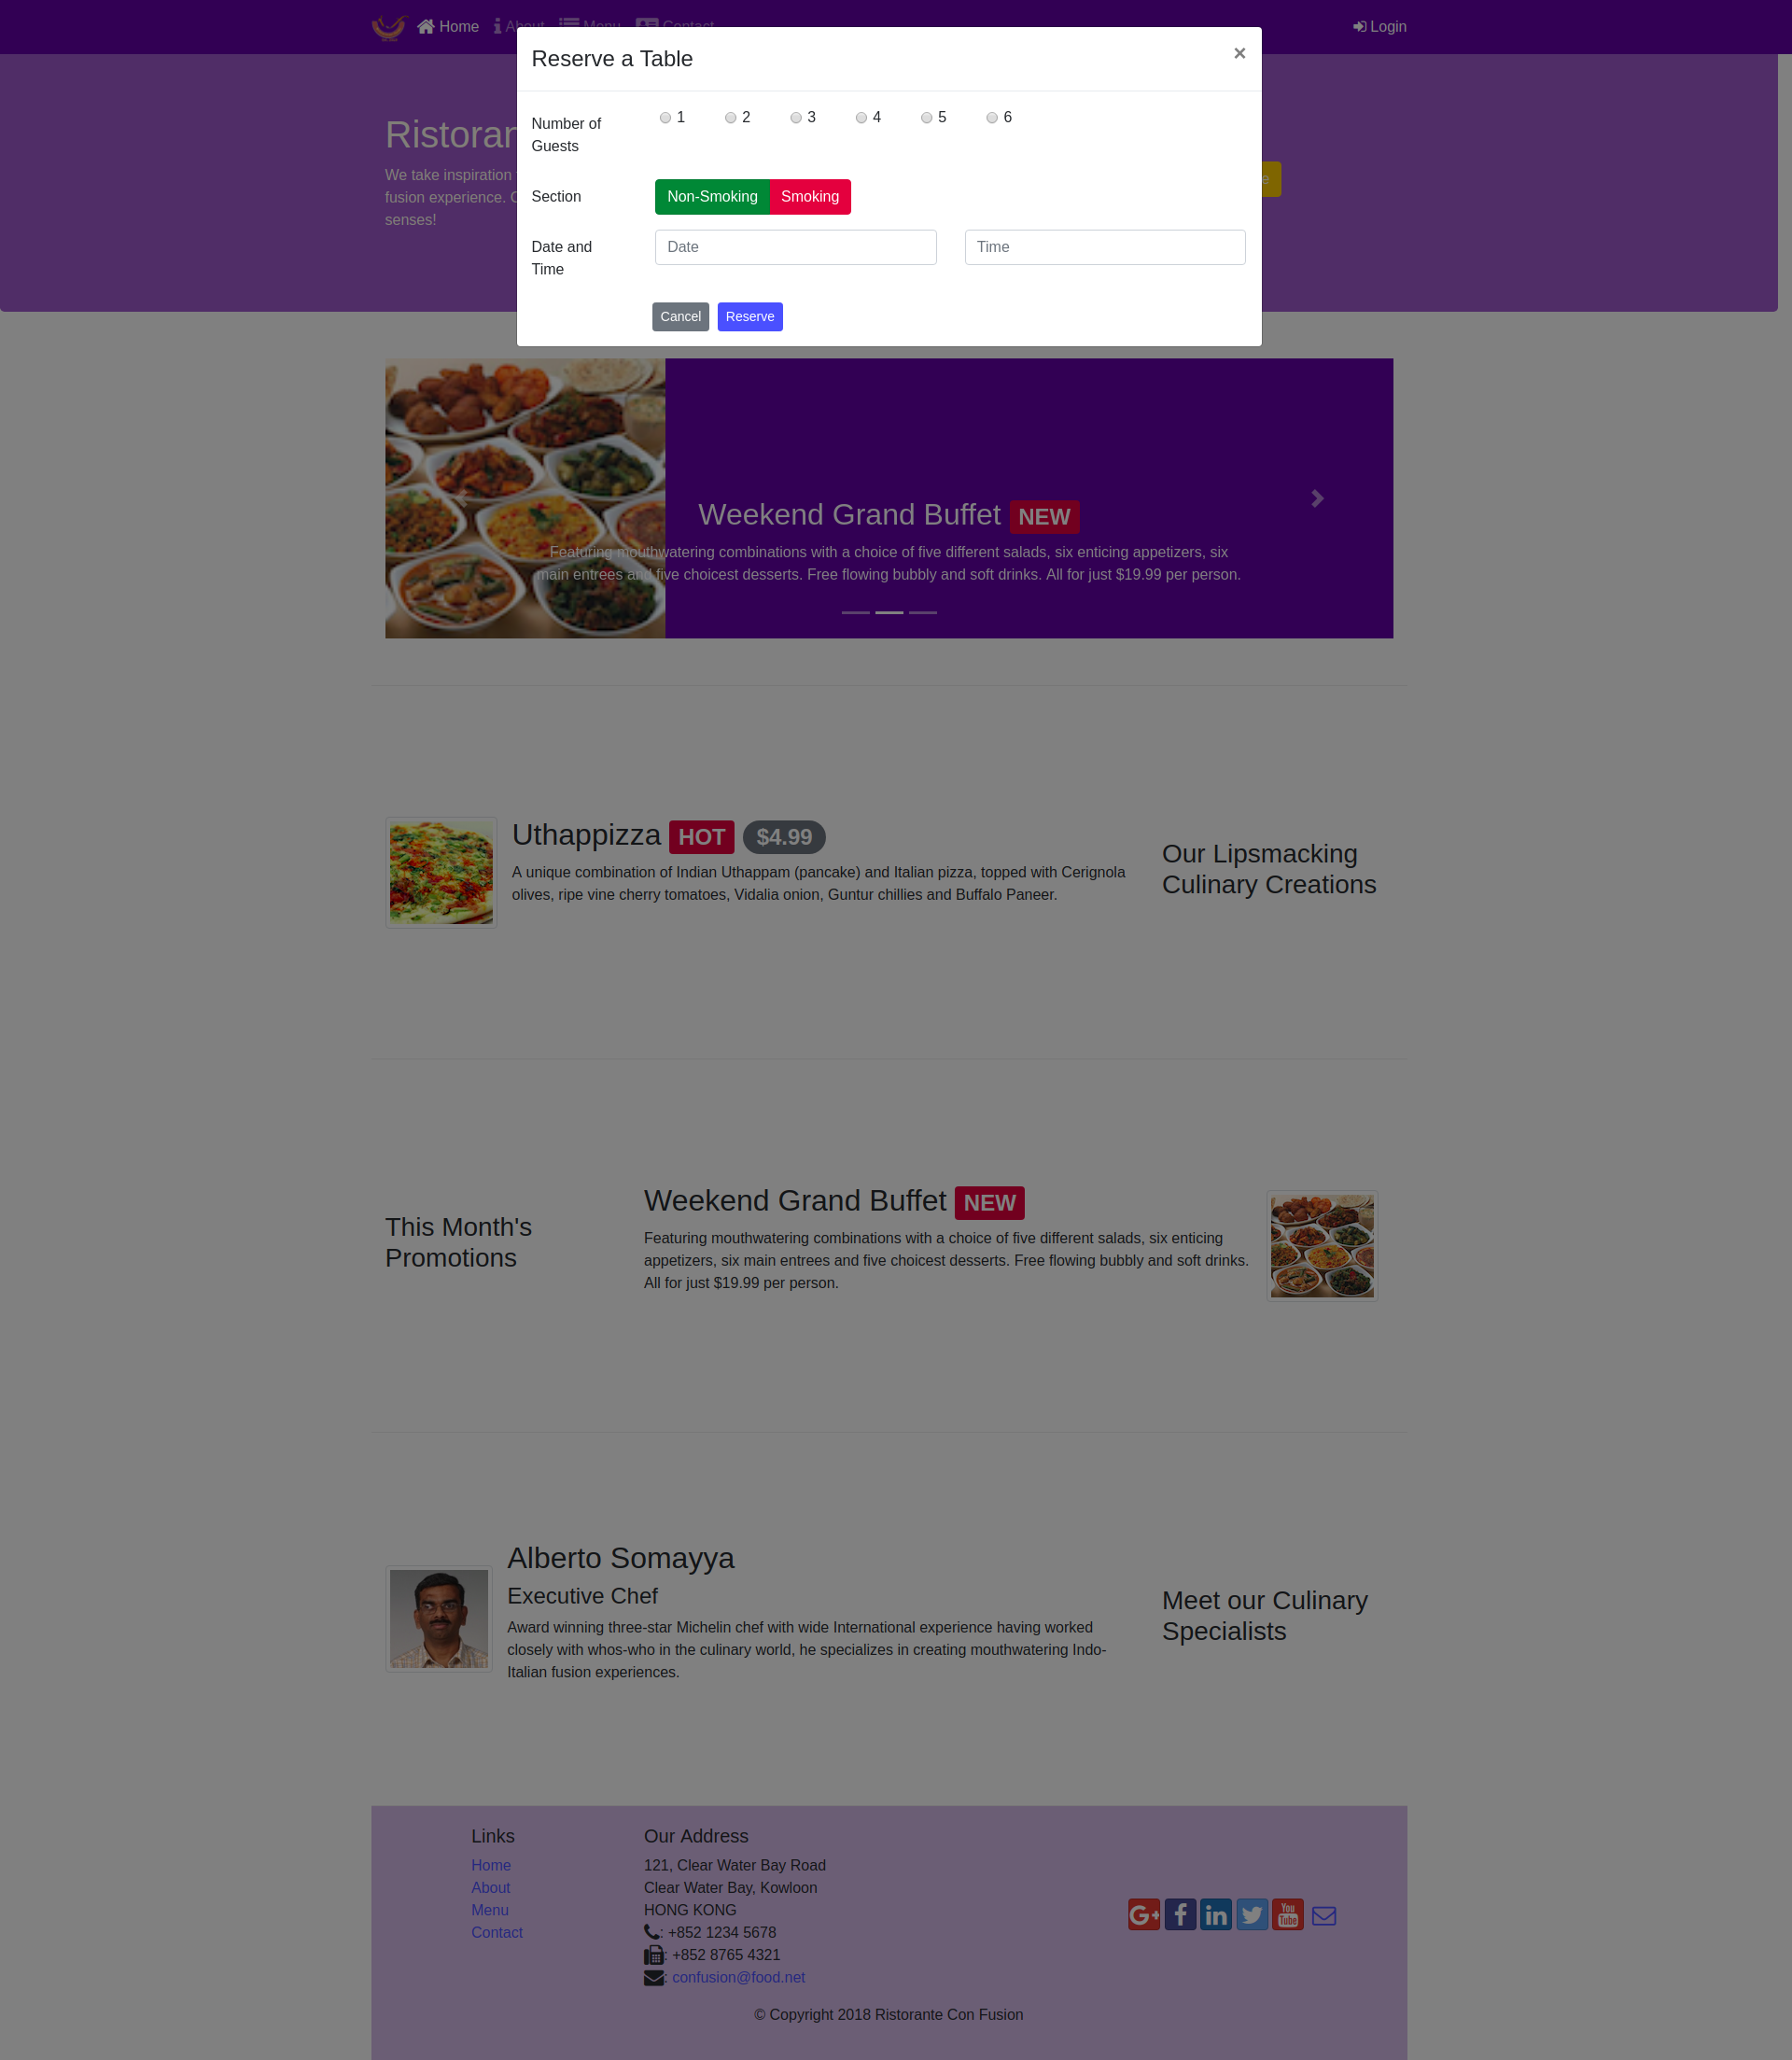 Home About Menu Contact Login
Reserve a Table ×
Number of Guests
1 2 3 4 5 6
Section
Non-Smoking Smoking
Date and Time
Date Time
Cancel Reserve
We take inspiration
fusion experience.
senses!
Weekend Grand Buffet NEW
Featuring mouthwatering combinations with a choice of five different salads, six enticing appetizers, six
main entrees and five choicest desserts. Free flowing bubbly and soft drinks. All for just $19.99 per person.
Uthappizza HOT $4.99
A unique combination of Indian Uthappam (pancake) and Italian pizza, topped with Cerignola
olives, ripe vine cherry tomatoes, Vidalia onion, Guntur chillies and Buffalo Paneer.
Our Lipsmacking
Culinary Creations
This Month's
Promotions
Weekend Grand Buffet NEW
Featuring mouthwatering combinations with a choice of five different salads, six enticing
appetizers, six main entrees and five choicest desserts. Free flowing bubbly and soft drinks.
All for just $19.99 per person.
Alberto Somayya
Executive Chef
Award winning three-star Michelin chef with wide International experience having worked
closely with whos-who in the culinary world, he specializes in creating mouthwatering Indo-
Italian fusion experiences.
Meet our Culinary
Specialists
Links
Home
About
Menu
Contact
Our Address
121, Clear Water Bay Road
Clear Water Bay, Kowloon
HONG KONG
: +852 1234 5678
: +852 8765 4321
: confusion@food.net
G+ f in You Tube
© Copyright 2018 Ristorante Con Fusion